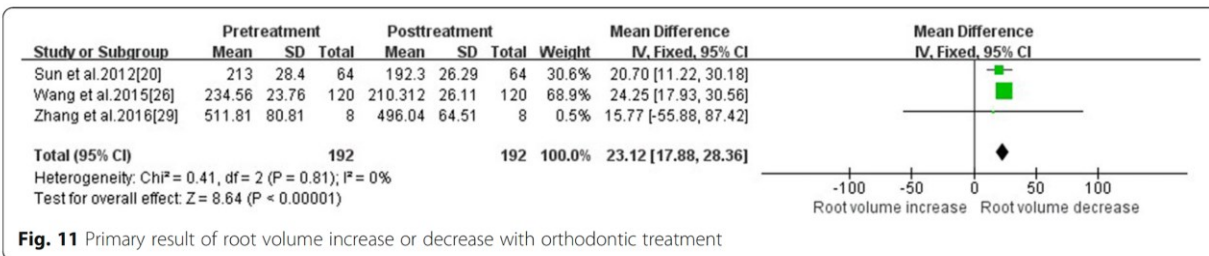 Pretreatment Posttreatment Mean Difference Mean Difference
Study or Subgroup Mean SD Total Mean SD Total Weight IV, Fixed, 95% CI IV, Fixed, 95% CI
Sun et al.2012[20] 213 28.4 64 192.3 26.29 64 30.6% 20.70 [11.22, 30.18]
Wang et al.2015[26] 234.56 23.76 120 210.312 26.11 120 68.9% 24.25 [17.93, 30.56]
Zhang et al.2016[29] 511.81 80.81 8 496.04 64.51 8 0.5% 15.77 [-55.88, 87.42]
Total (95% CI) 192 192 100.0% 23.12 [17.88, 28.36]
Heterogeneity: Chi² = 0.41, df = 2 (P = 0.81); I² = 0%
Test for overall effect: Z = 8.64 (P < 0.00001)
-100 -50 0 50 100
Root volume increase Root volume decrease
Fig. 11 Primary result of root volume increase or decrease with orthodontic treatment